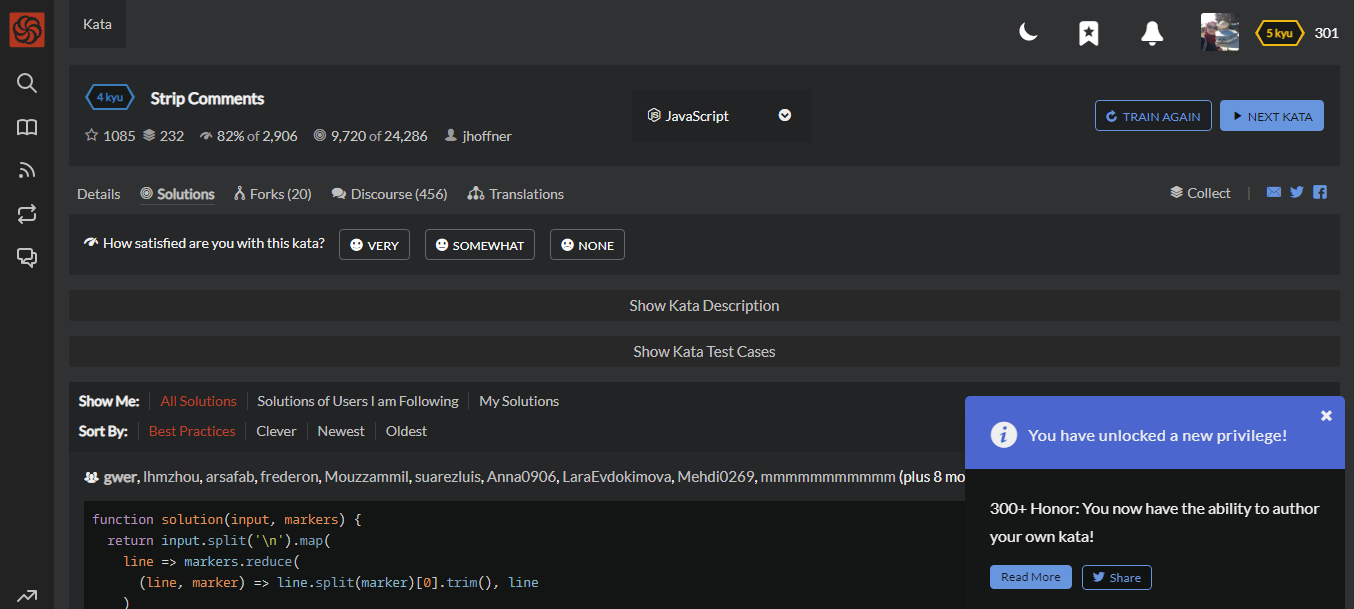 Kata
5 kyu 301
4 kyu Strip Comments
JavaScript
TRAIN AGAIN
NEXT KATA
1085 232 82% of 2,906 9,720 of 24,286 jhoffner
Details Solutions Forks (20) Discourse (456) Translations
Collect |
How satisfied are you with this kata? VERY SOMEWHAT NONE
Show Kata Description
Show Kata Test Cases
Show Me: All Solutions Solutions of Users I am Following My Solutions
Sort By: Best Practices Clever Newest Oldest
gwer, lhmzhou, arsafab, frederon, Mouzzammil, suarezluis, Anna0906, LaraEvdokimova, Mehdi0269, mmmmmmmmmmm (plus 8 mo
function solution(input, markers) {
return input.split('\n').map(
line => markers.reduce(
(line, marker) => line.split(marker)[0].trim(), line
)
You have unlocked a new privilege!
300+ Honor: You now have the ability to author
your own kata!
Read More Share